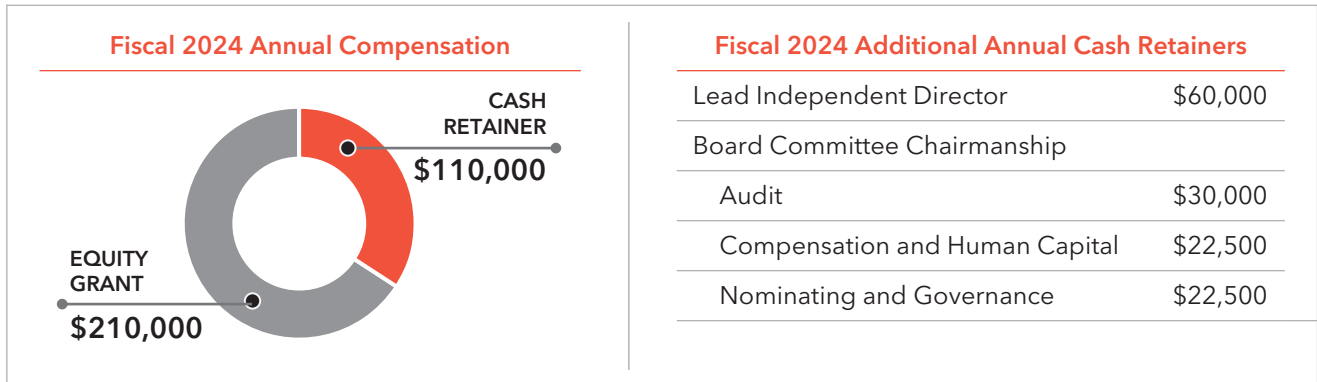 Fiscal 2024 Annual Compensation
CASH
RETAINER
$110,000
EQUITY
GRANT
$210,000
Fiscal 2024 Additional Annual Cash Retainers
Lead Independent Director $60,000
Board Committee Chairmanship
Audit $30,000
Compensation and Human Capital $22,500
Nominating and Governance $22,500